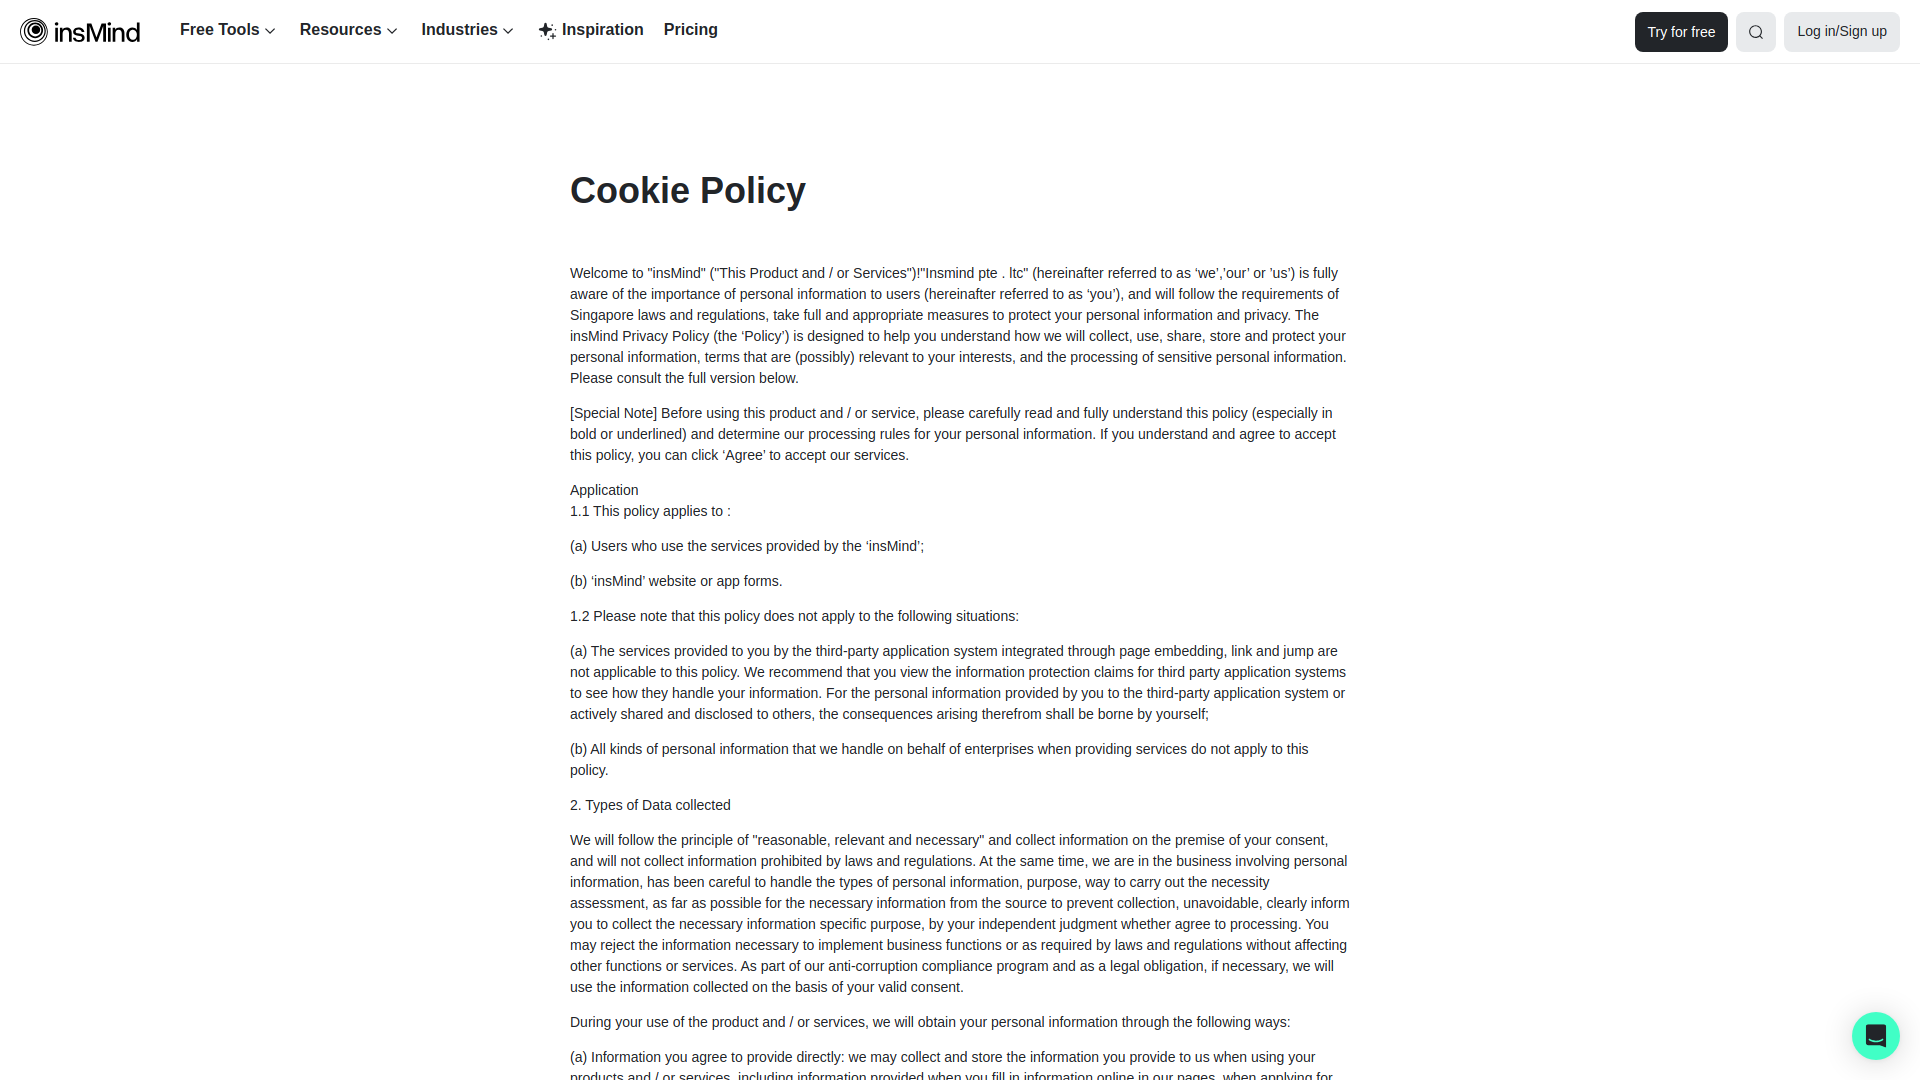 insMind
Free Tools
Resources
Industries
Inspiration
Pricing
Try for free
Log in/Sign up
Cookie Policy
Welcome to "insMind" ("This Product and / or Services")!"Insmind pte . ltc" (hereinafter referred to as ‘we’,’our’ or ’us’) is fully
aware of the importance of personal information to users (hereinafter referred to as ‘you’), and will follow the requirements of
Singapore laws and regulations, take full and appropriate measures to protect your personal information and privacy. The
insMind Privacy Policy (the ‘Policy’) is designed to help you understand how we will collect, use, share, store and protect your
personal information, terms that are (possibly) relevant to your interests, and the processing of sensitive personal information.
Please consult the full version below.
[Special Note] Before using this product and / or service, please carefully read and fully understand this policy (especially in
bold or underlined) and determine our processing rules for your personal information. If you understand and agree to accept
this policy, you can click ‘Agree’ to accept our services.
Application
1.1 This policy applies to :
(a) Users who use the services provided by the ‘insMind’;
(b) ‘insMind’ website or app forms.
1.2 Please note that this policy does not apply to the following situations:
(a) The services provided to you by the third-party application system integrated through page embedding, link and jump are
not applicable to this policy. We recommend that you view the information protection claims for third party application systems
to see how they handle your information. For the personal information provided by you to the third-party application system or
actively shared and disclosed to others, the consequences arising therefrom shall be borne by yourself;
(b) All kinds of personal information that we handle on behalf of enterprises when providing services do not apply to this
policy.
2. Types of Data collected
We will follow the principle of "reasonable, relevant and necessary" and collect information on the premise of your consent,
and will not collect information prohibited by laws and regulations. At the same time, we are in the business involving personal
information, has been careful to handle the types of personal information, purpose, way to carry out the necessity
assessment, as far as possible for the necessary information from the source to prevent collection, unavoidable, clearly inform
you to collect the necessary information specific purpose, by your independent judgment whether agree to processing. You
may reject the information necessary to implement business functions or as required by laws and regulations without affecting
other functions or services. As part of our anti-corruption compliance program and as a legal obligation, if necessary, we will
use the information collected on the basis of your valid consent.
During your use of the product and / or services, we will obtain your personal information through the following ways:
(a) Information you agree to provide directly: we may collect and store the information you provide to us when using your
products and / or services, including information provided when you fill in information online in our pages, when applying for